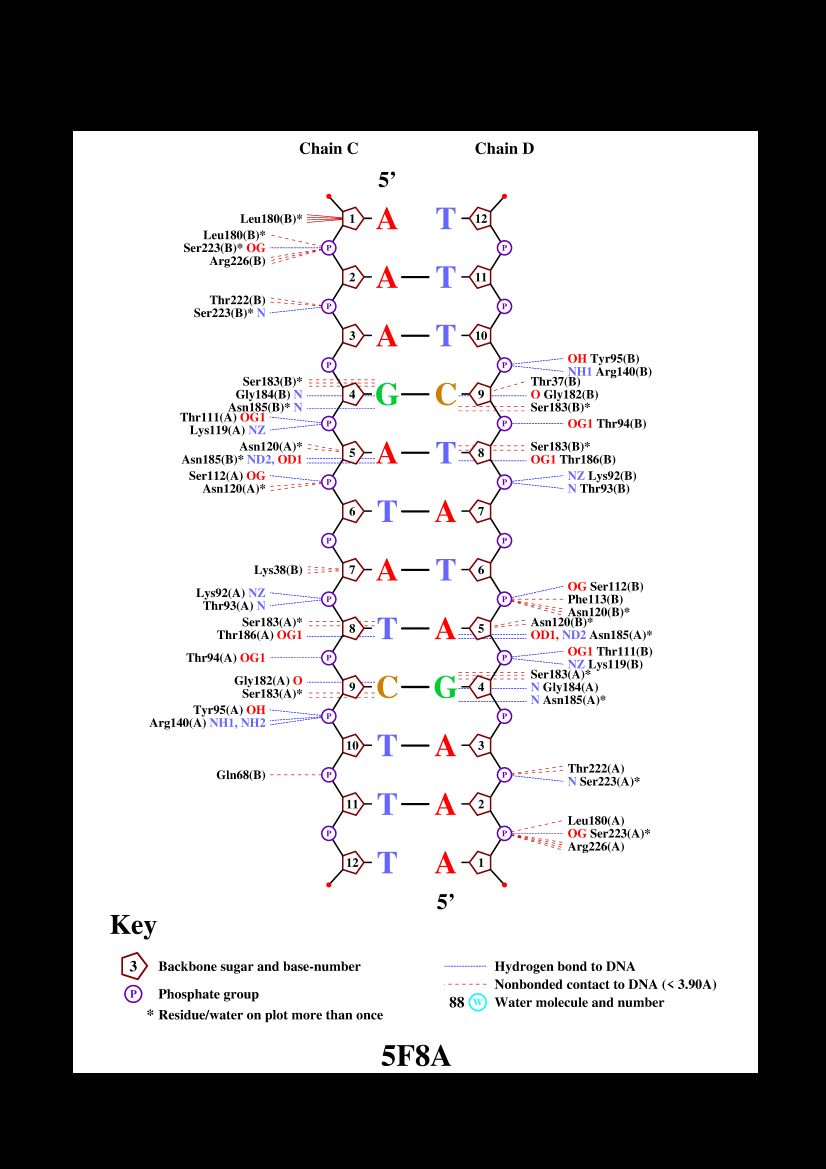 Chain C Chain D
5’
Leu180(B)* 1 A T 12
Leu180(B)*
Ser223(B)* OG P P
Arg226(B)
2 A T 11
Thr222(B)
Ser223(B)* N P P
3 A T 10
P P OH Tyr95(B)
NH1 Arg140(B)
Ser183(B)* Thr37(B)
Gly184(B) N 4 G C 9 O Gly182(B)
Asn185(B)* N Ser183(B)*
Thr111(A) OG1 P P OG1 Thr94(B)
Lys119(A) NZ
Asn120(A)* Ser183(B)*
5 A T 8
Asn185(B)* ND2, OD1 OG1 Thr186(B)
Ser112(A) OG P P NZ Lys92(B)
Asn120(A)* N Thr93(B)
6 T A 7
P P
Lys38(B) 7 A T 6
OG Ser112(B)
Lys92(A) NZ P P Phe113(B)
Thr93(A) N Asn120(B)*
Ser183(A)* Asn120(B)*
8 T A 5
Thr186(A) OG1 OD1, ND2 Asn185(A)*
Thr94(A) OG1 P P OG1 Thr111(B)
NZ Lys119(B)
Gly182(A) O Ser183(A)*
9 C G 4 N Gly184(A)
Ser183(A)* N Asn185(A)*
Tyr95(A) OH P P
Arg140(A) NH1, NH2
10 T A 3
Thr222(A)
Gln68(B) P P N Ser223(A)*
11 T A 2
Leu180(A)
P P OG Ser223(A)*
Arg226(A)
12 T A 1
5’
Key
3 Backbone sugar and base-number
P Phosphate group
* Residue/water on plot more than once
Hydrogen bond to DNA
Nonbonded contact to DNA (< 3.90A)
88 W Water molecule and number
5F8A